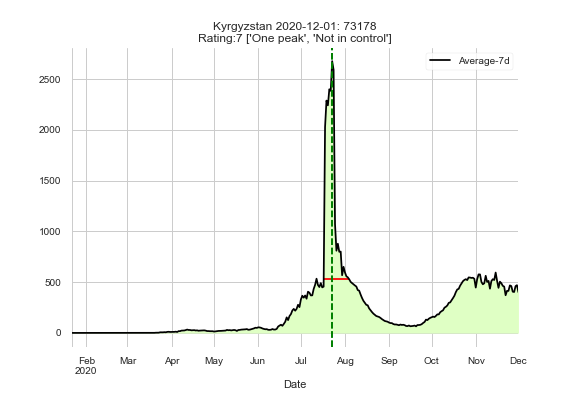 Kyrgyzstan 2020-12-01: 73178
Rating:7 ['One peak', 'Not in control']
Average-7d
2500
2000
1500
1000
500
0
Feb Mar Apr May Jun Jul Aug Sep Oct Nov Dec
2020
Date